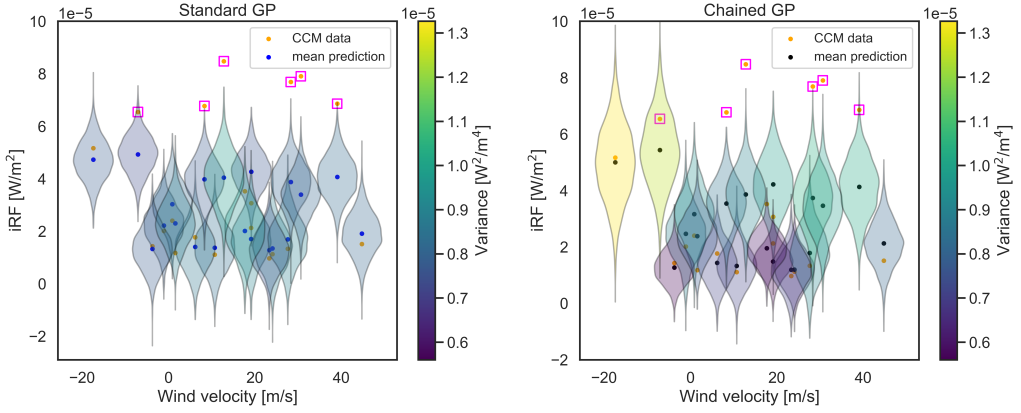 Standard GP
1e−5
1e−5
CCM data
mean prediction
10
8
6
4
2
0
−2
iRF [W/m²]
−20
0
20
40
Wind velocity [m/s]
1.3
1.2
1.1
1.0
0.9
0.8
0.7
0.6
Variance [W²/m⁴]
Chained GP
1e−5
1e−5
CCM data
mean prediction
10
8
6
4
2
0
−2
iRF [W/m²]
−20
0
20
40
Wind velocity [m/s]
1.3
1.2
1.1
1.0
0.9
0.8
0.7
0.6
Variance [W²/m⁴]